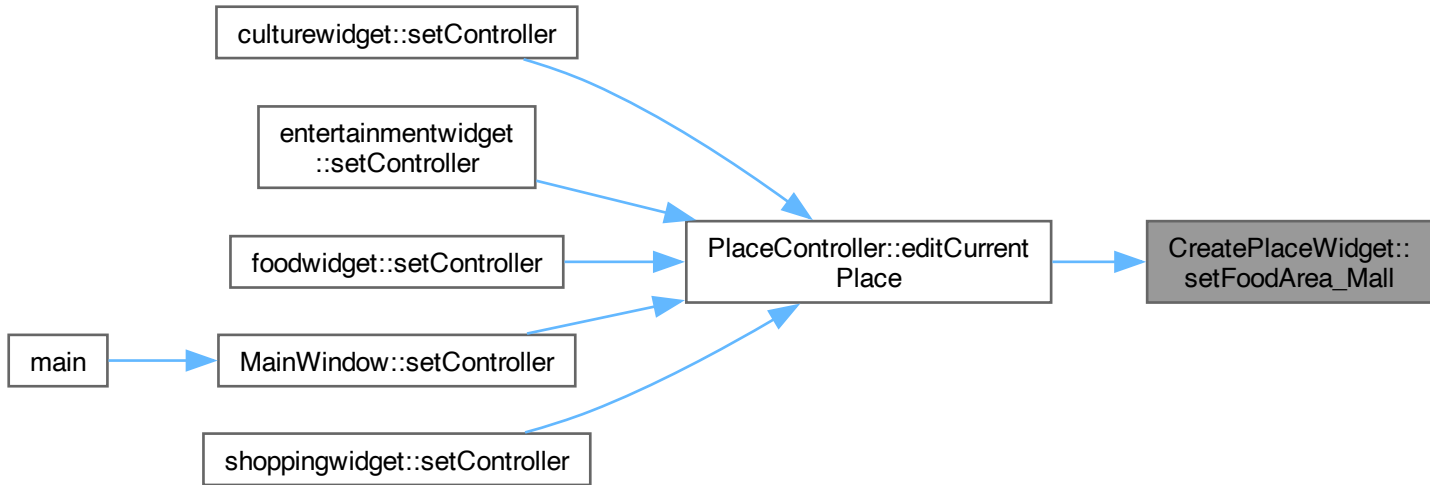 culturewidget::setController
entertainmentwidget
::setController
foodwidget::setController
main
MainWindow::setController
shoppingwidget::setController
PlaceController::editCurrent
Place
CreatePlaceWidget::
setFoodArea_Mall